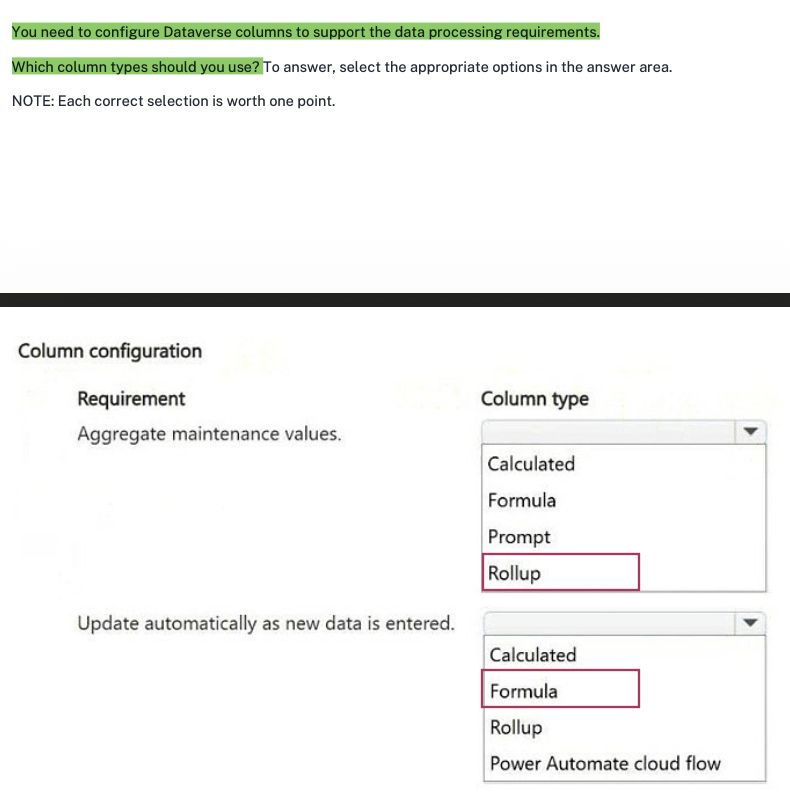 You need to configure Dataverse columns to support the data processing requirements.
Which column types should you use? To answer, select the appropriate options in the answer area.
NOTE: Each correct selection is worth one point.
Column configuration
Requirement Column type
Aggregate maintenance values.
Calculated
Formula
Prompt
Rollup
Update automatically as new data is entered.
Calculated
Formula
Rollup
Power Automate cloud flow